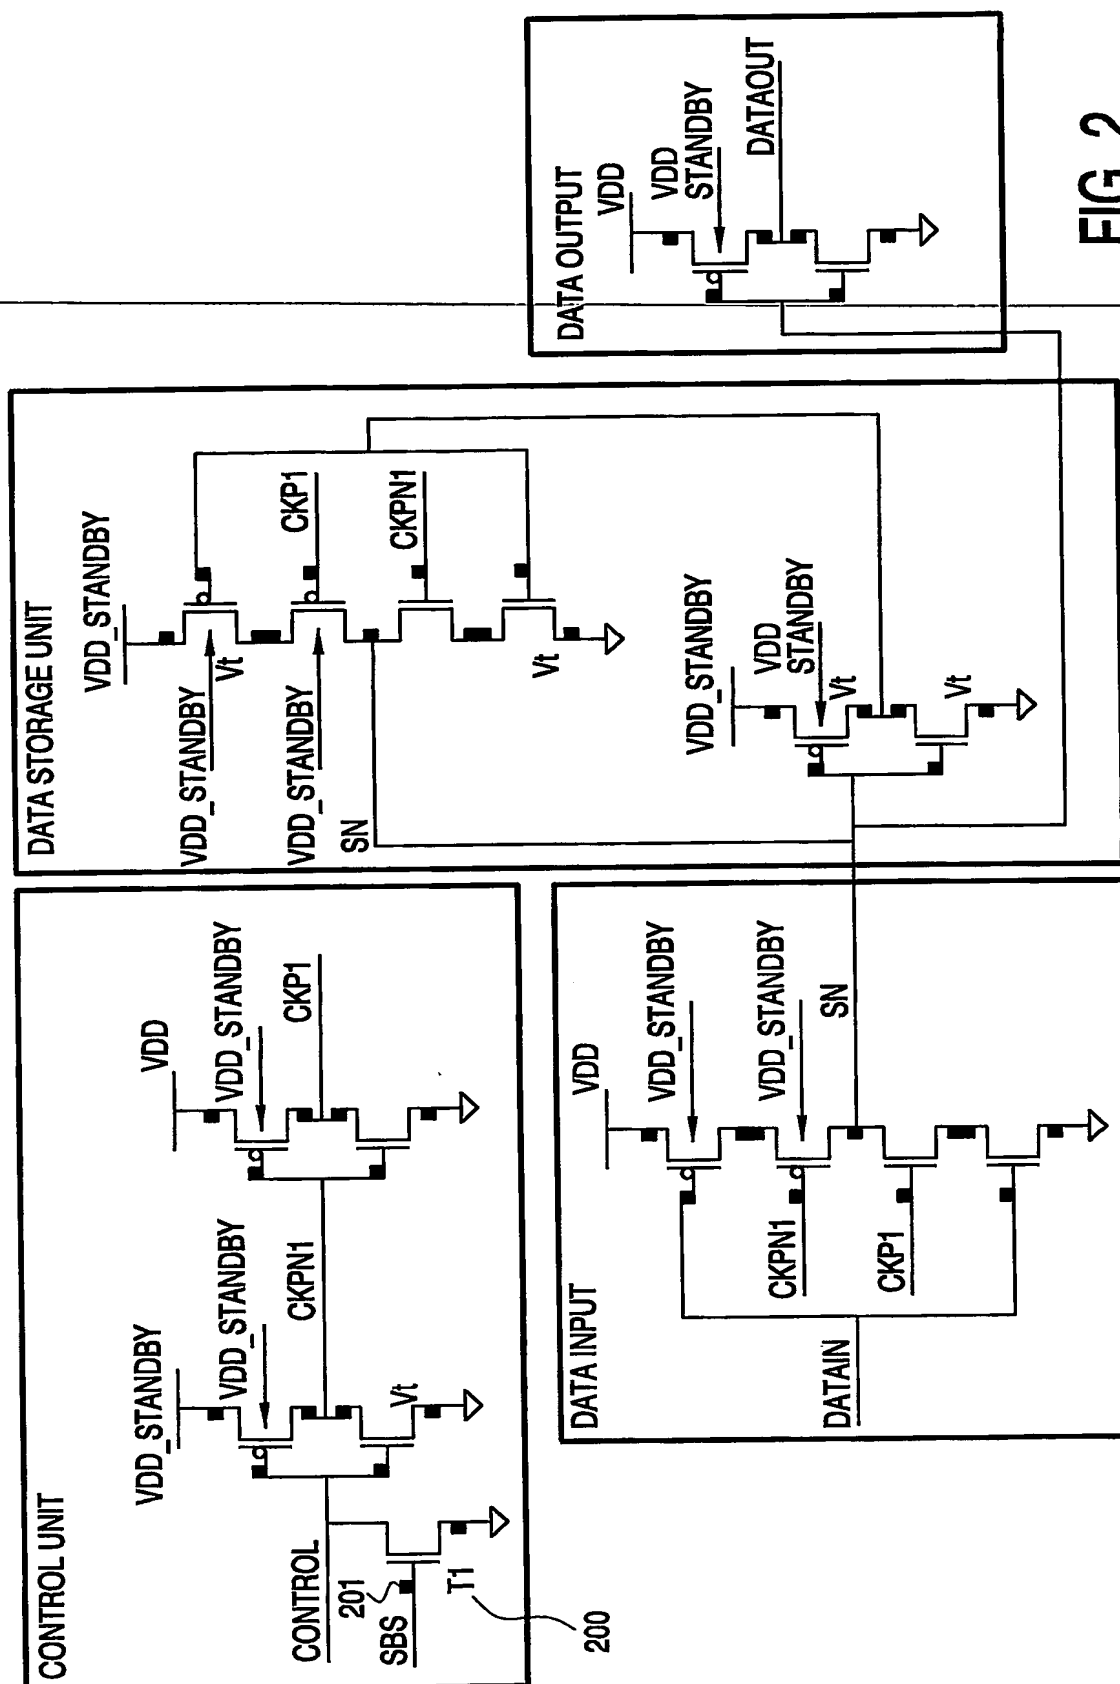 CONTROL UNIT
VDD_STANDBY
VDD_STANDBY
VDD
VDD_STANDBY
CONTROL
CKPN1
CKP1
201
SBS
T1
Vt
200
DATA STORAGE UNIT
VDD_STANDBY
VDD_STANDBY
Vt
VDD_STANDBY
CKP1
SN
CKPN1
Vt
VDD_STANDBY
VDD
STANDBY
Vt
Vt
DATA INPUT
VDD
VDD_STANDBY
VDD_STANDBY
CKPN1
SN
CKP1
DATAIN
DATA OUTPUT
VDD
VDD
STANDBY
DATAOUT
FIG 2